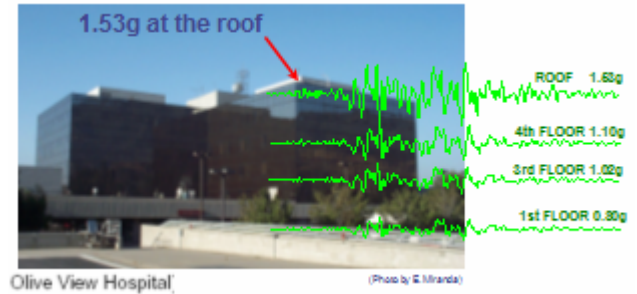 1.53g at the roof
ROOF 1.53g
4th FLOOR 1.10g
3rd FLOOR 1.02g
1st FLOOR 0.80g
Olive View Hospital
(Photo by E. Miranda)